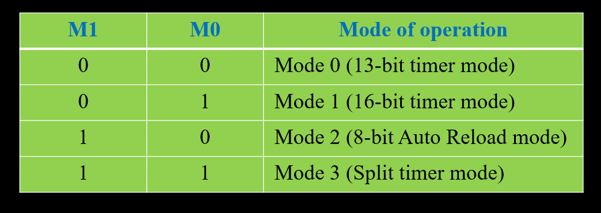 M1 M0 Mode of operation
0 0 Mode 0 (13-bit timer mode)
0 1 Mode 1 (16-bit timer mode)
1 0 Mode 2 (8-bit Auto Reload mode)
1 1 Mode 3 (Split timer mode)